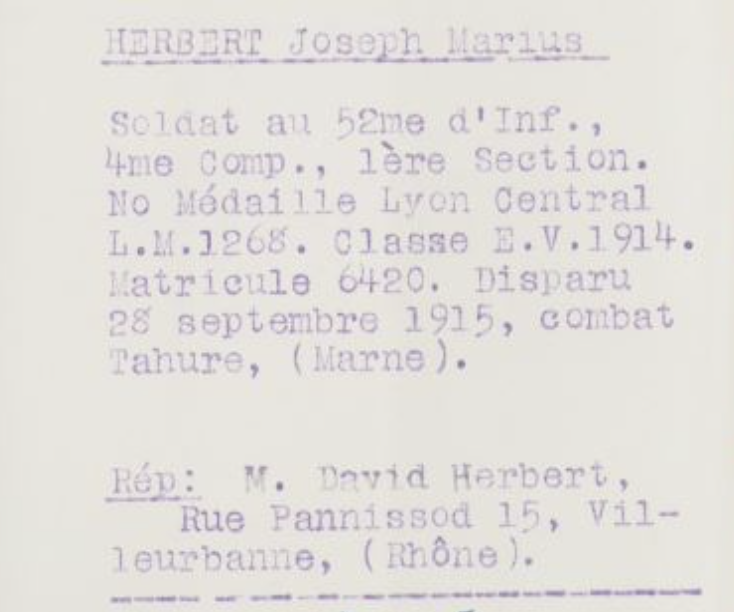 HERBERT Joseph Marius
Soldat au 52me d'Inf.,
4me Comp., 1ère Section.
No Médaille Lyon Central
L.M.1268. Classe E.V.1914.
Matricule 6420. Disparu
28 septembre 1915, combat
Tahure, (Marne).
Rép: M. David Herbert,
Rue Pannissod 15, Vil-
leurbanne, (Rhône).